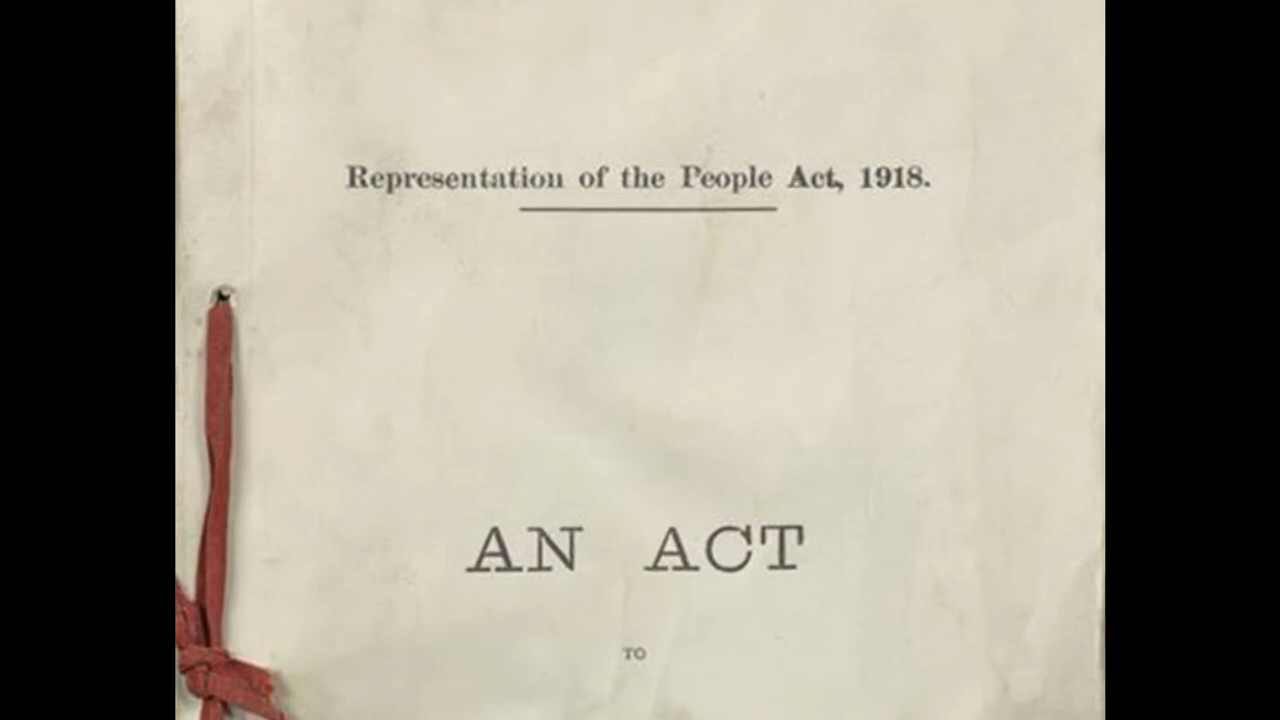 Representation of the People Act, 1918.
AN ACT
TO